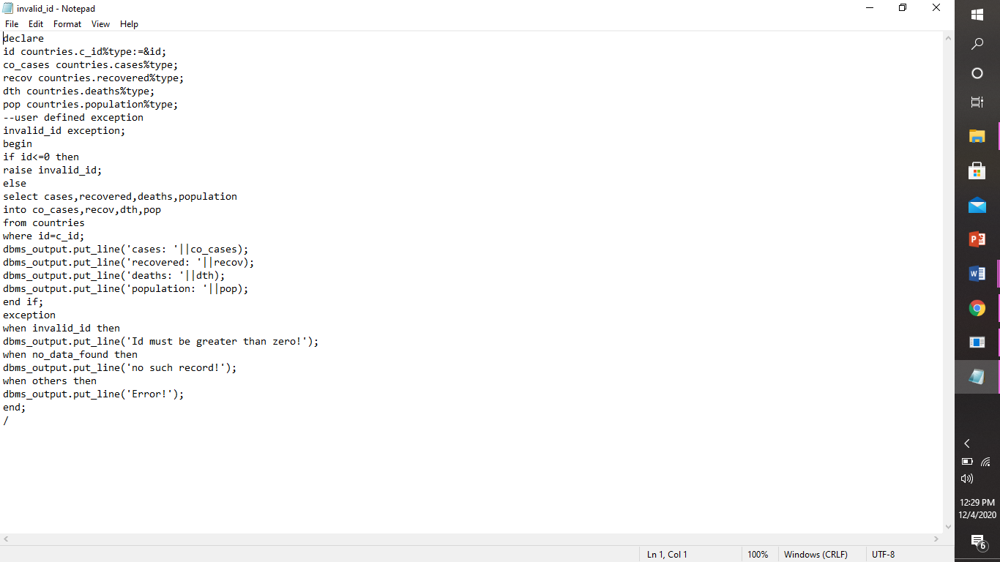 invalid_id - Notepad
File Edit Format View Help
declare
id countries.c_id%type:=&id;
co_cases countries.cases%type;
recov countries.recovered%type;
dth countries.deaths%type;
pop countries.population%type;
--user defined exception
invalid_id exception;
begin
if id<=0 then
raise invalid_id;
else
select cases,recovered,deaths,population
into co_cases,recov,dth,pop
from countries
where id=c_id;
dbms_output.put_line('cases: '||co_cases);
dbms_output.put_line('recovered: '||recov);
dbms_output.put_line('deaths: '||dth);
dbms_output.put_line('population: '||pop);
end if;
exception
when invalid_id then
dbms_output.put_line('Id must be greater than zero!');
when no_data_found then
dbms_output.put_line('no such record!');
when others then
dbms_output.put_line('Error!');
end;
/
Ln 1, Col 1 100% Windows (CRLF) UTF-8
12:29 PM
12/4/2020
6